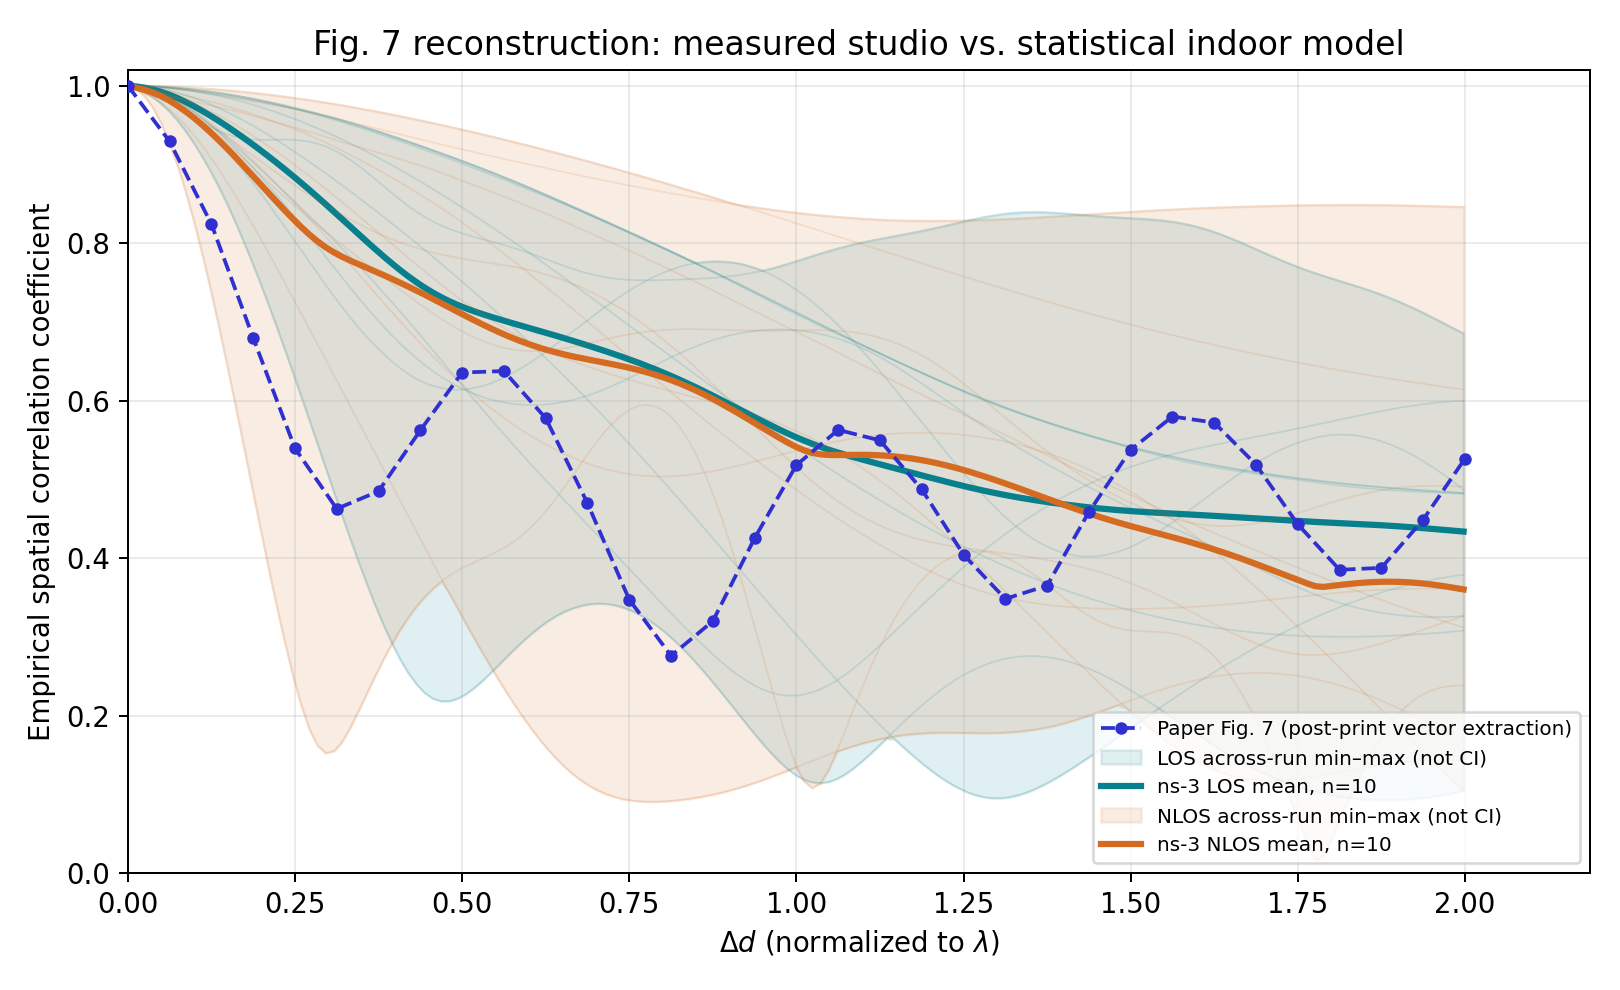 Fig. 7 reconstruction: measured studio vs. statistical indoor model
Empirical spatial correlation coefficient
1.0
0.8
0.6
0.4
0.2
0.0
Paper Fig. 7 (post-print vector extraction)
LOS across-run min–max (not CI)
ns-3 LOS mean, n=10
NLOS across-run min–max (not CI)
ns-3 NLOS mean, n=10
0.00 0.25 0.50 0.75 1.00 1.25 1.50 1.75 2.00
Δd (normalized to λ)